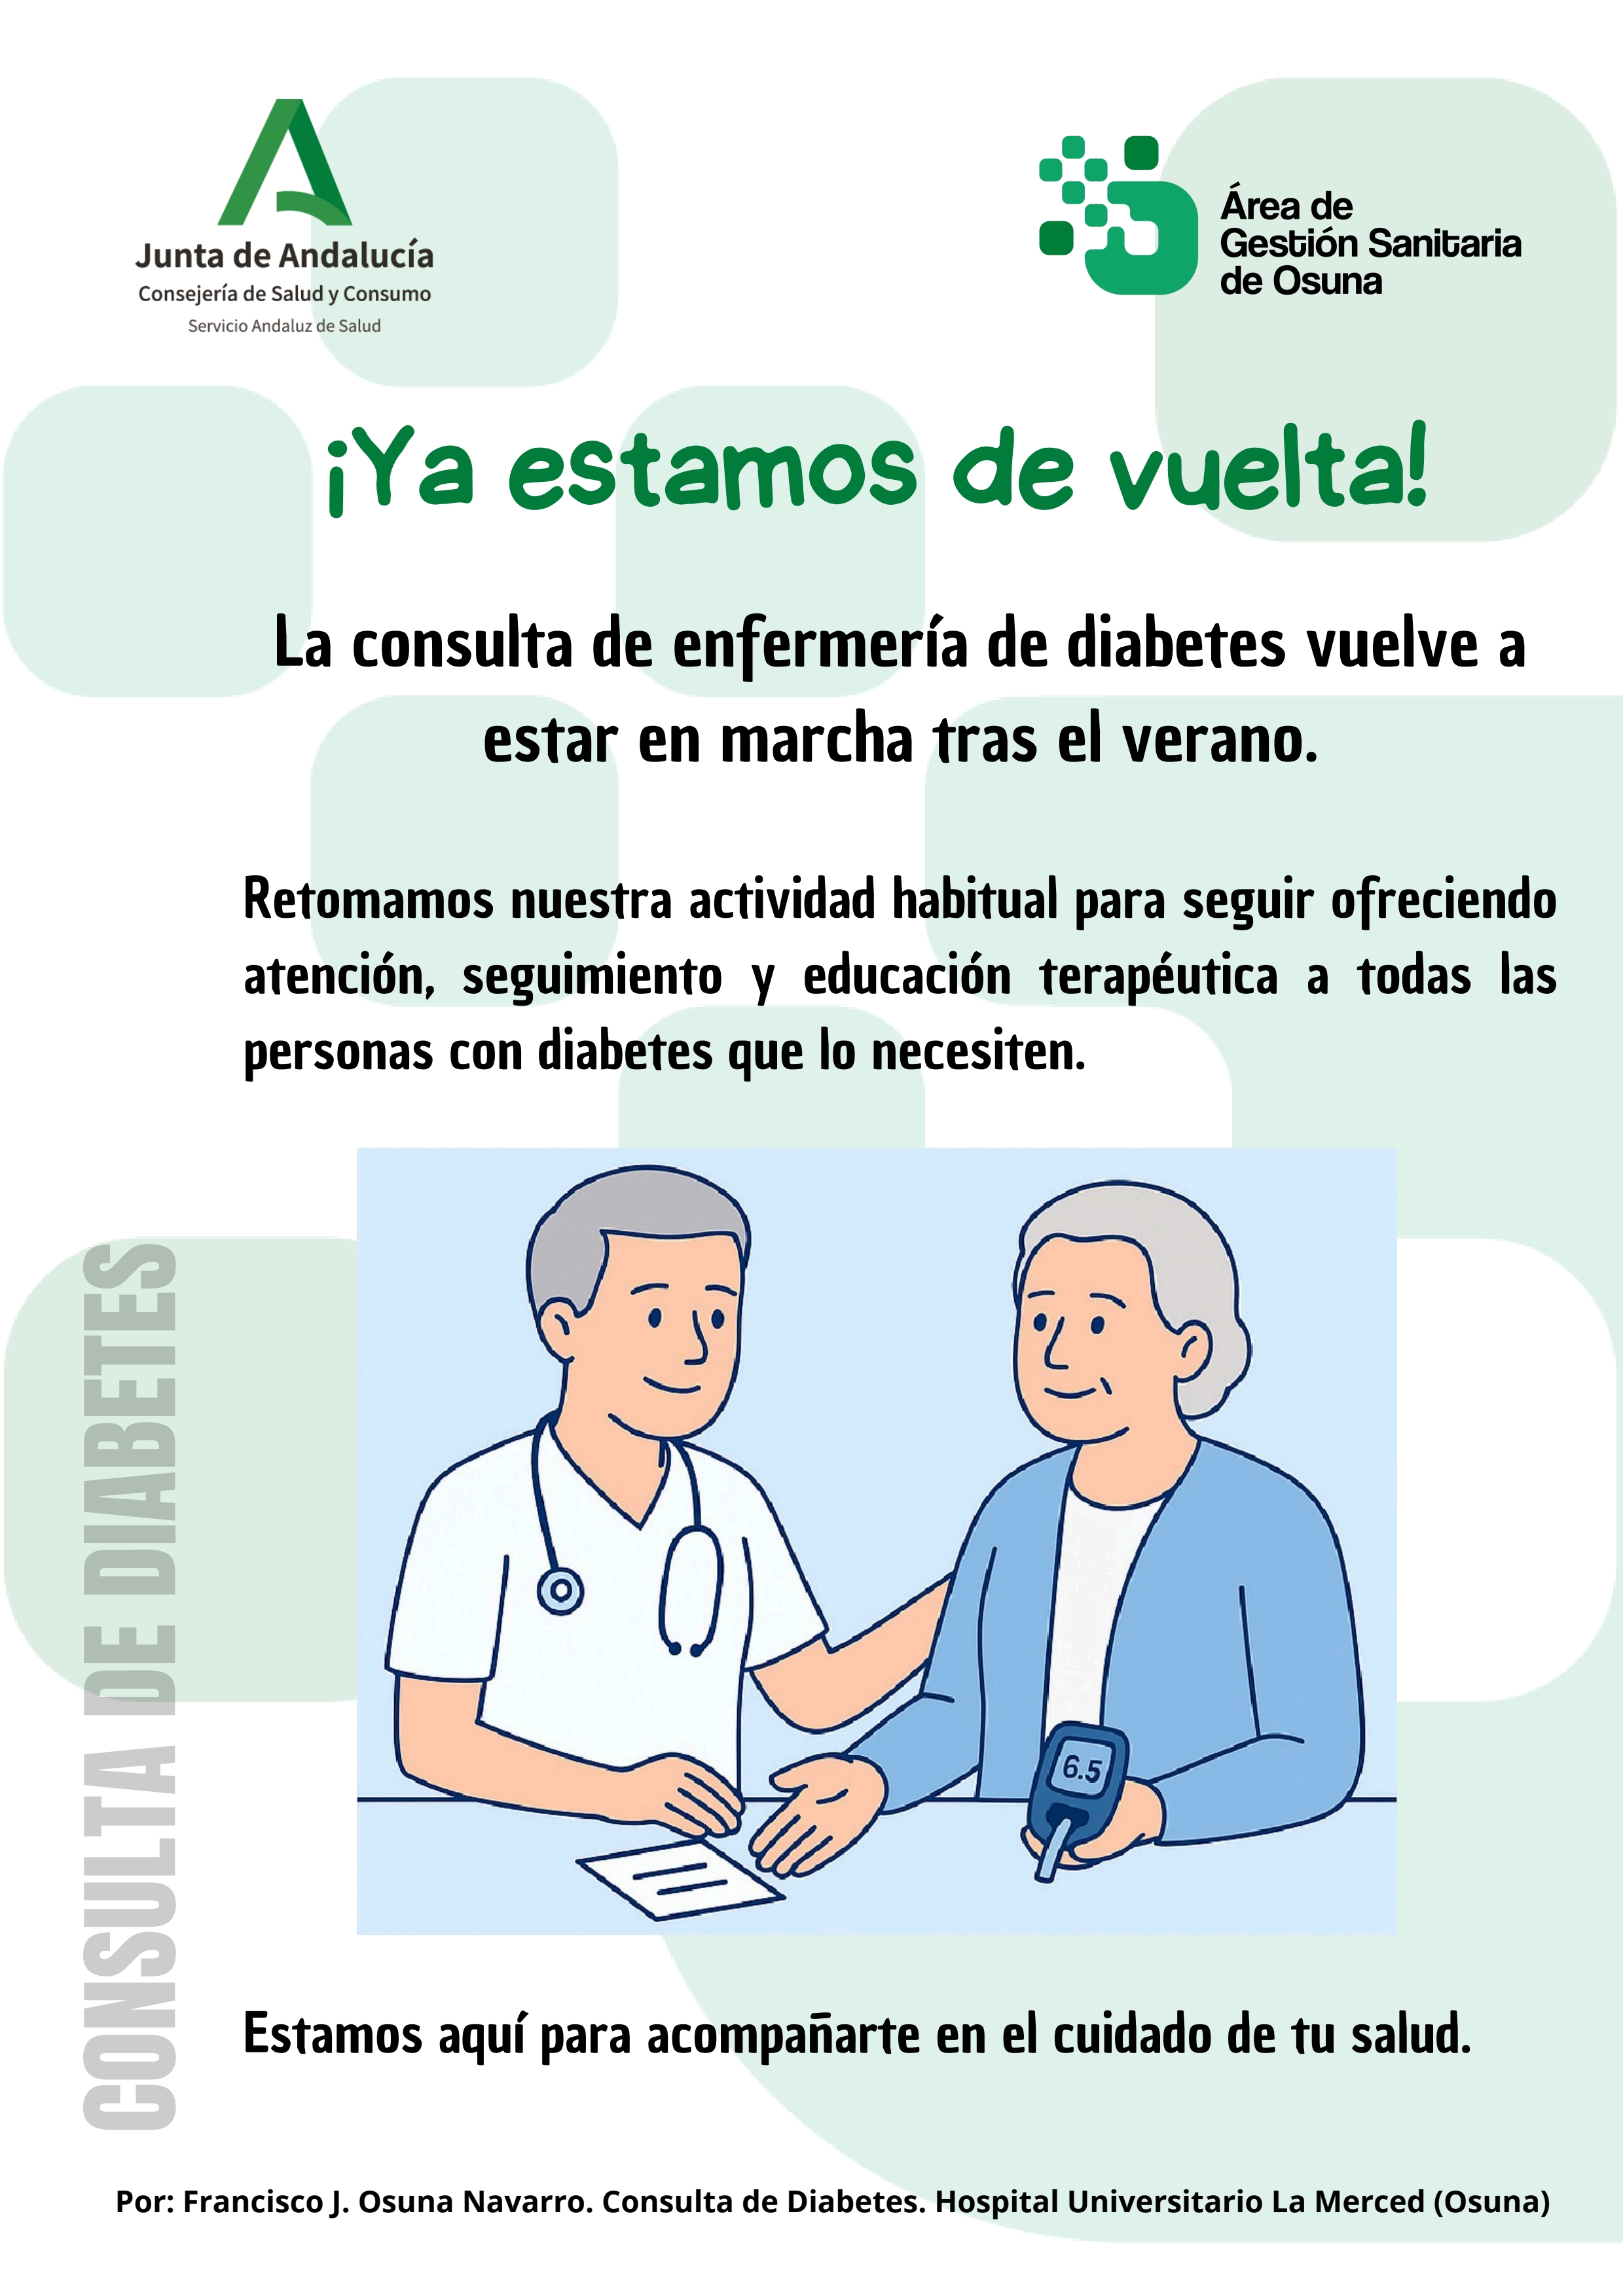 Junta de Andalucía
Consejería de Salud y Consumo
Servicio Andaluz de Salud
Área de
Gestión Sanitaria
de Osuna
¡Ya estamos de vuelta!
La consulta de enfermería de diabetes vuelve a
estar en marcha tras el verano.
Retomamos nuestra actividad habitual para seguir ofreciendo
atención, seguimiento y educación terapéutica a todas las
personas con diabetes que lo necesiten.
CONSULTA DE DIABETES
6.5
Estamos aquí para acompañarte en el cuidado de tu salud.
Por: Francisco J. Osuna Navarro. Consulta de Diabetes. Hospital Universitario La Merced (Osuna)